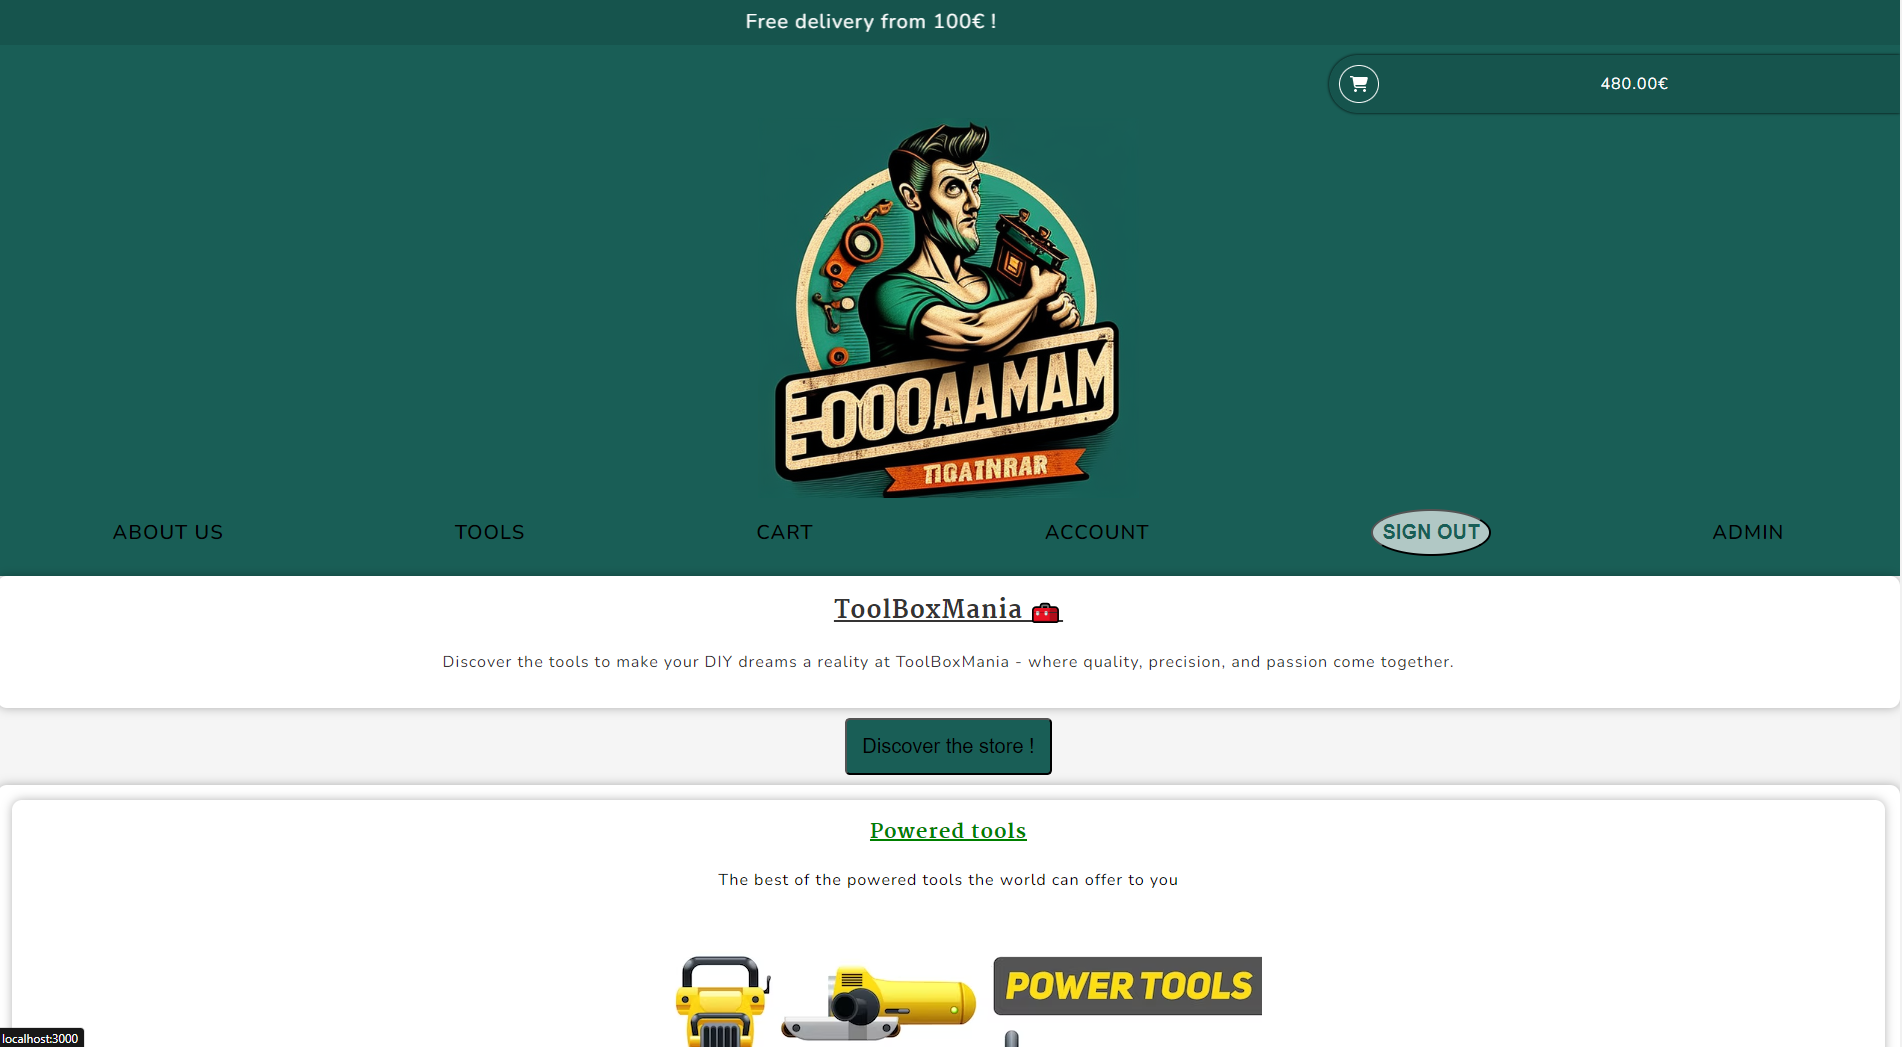 Free delivery from 100€ !
480.00€
EOOOAAMAM
TIGATNRAR
ABOUT US
TOOLS
CART
ACCOUNT
SIGN OUT
ADMIN
ToolBoxMania 🧰
Discover the tools to make your DIY dreams a reality at ToolBoxMania - where quality, precision, and passion come together.
Discover the store !
Powered tools
The best of the powered tools the world can offer to you
POWER TOOLS
localhost:3000